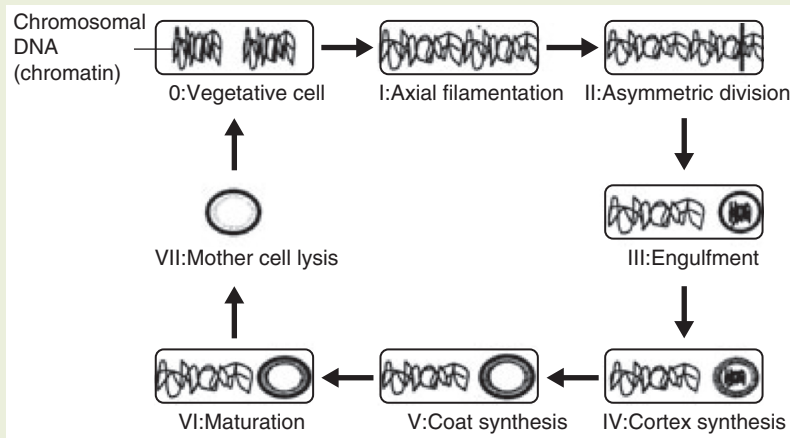 Chromosomal
DNA
(chromatin)
0:Vegetative cell
I:Axial filamentation
II:Asymmetric division
III:Engulfment
IV:Cortex synthesis
V:Coat synthesis
VI:Maturation
VII:Mother cell lysis